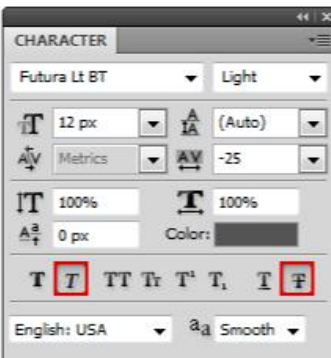 CHARACTER
Futura Lt BT Light
12 px (Auto)
Metrics -25
100% 100%
0 px Color:
T T TT Tr T¹ T₁ T T
English: USA aa Smooth